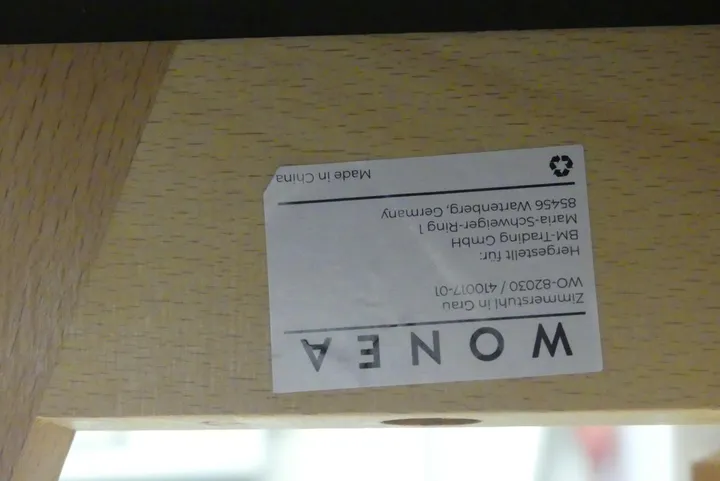 WONEA
Zimmerstuhl in Grau
WO-82030 / 410017-01
Hergestellt für:
BM-Trading GmbH
Maria-Schweiger-Ring 1
85456 Wartenberg, Germany
Made in China